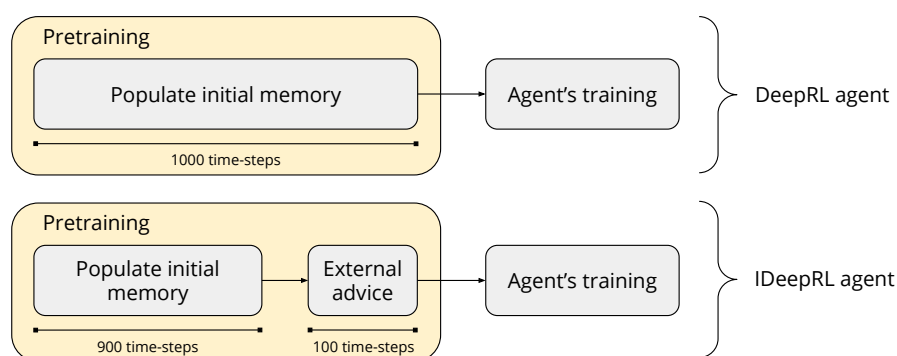 Pretraining
Populate initial memory
1000 time-steps
Agent's training
DeepRL agent
Pretraining
Populate initial
memory
900 time-steps
External
advice
100 time-steps
Agent's training
IDeepRL agent